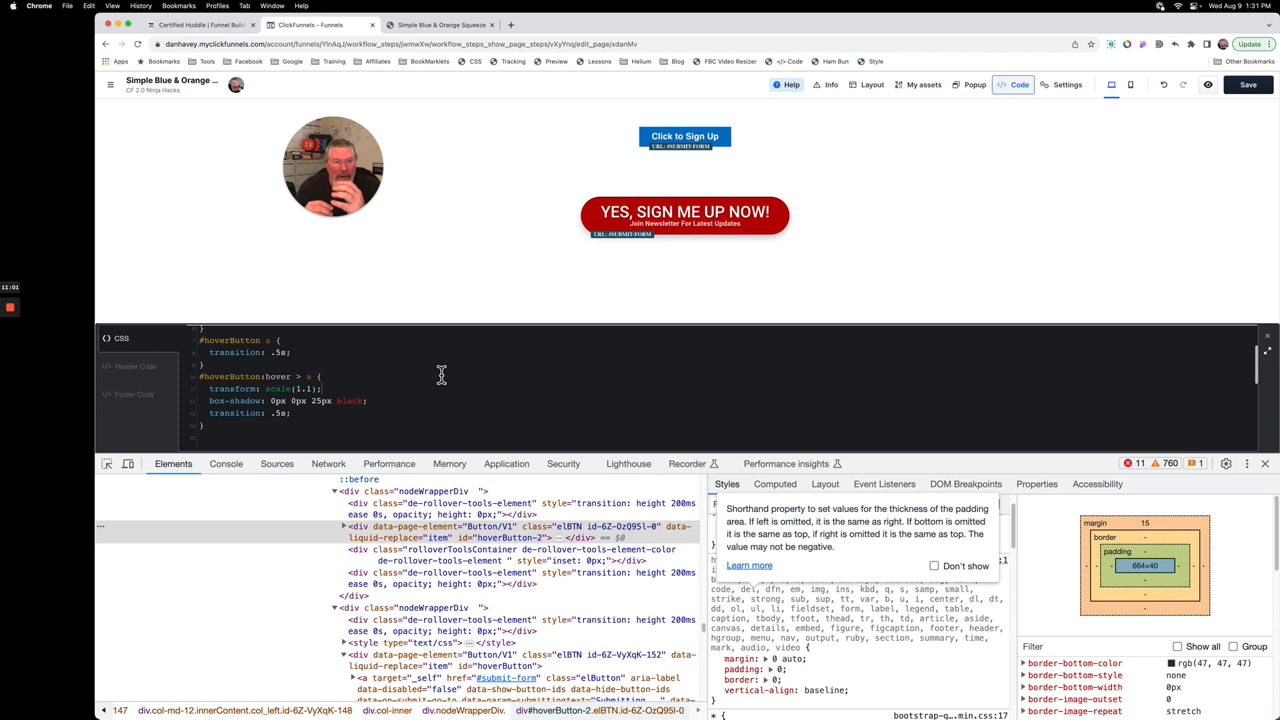 Chrome File Edit View History Bookmarks Profiles Tab Window Help
Wed Aug 9 1:31 PM
Certified Huddle | Funnel Buil
ClickFunnels - Funnels
Simple Blue & Orange Squeeze
danhavey.myclickfunnels.com/account/funnels/YlnAqJ/workflow_steps/jwmwXw/workflow_steps_show_page_steps/vXyYnq/edit_page/xdanMv
Update
Apps Bookmarks Tools Facebook Google Training Affiliates BookMarklets CSS Tracking Preview Lessons Helium Blog FBC Video Resizer </> Code Ham Bun Style Other Bookmarks
Simple Blue & Orange ...
CF 2.0 Ninja Hacks
Help Info Layout My assets Popup </> Code Settings Save
Click to Sign Up
URL: #SUBMIT-FORM
YES, SIGN ME UP NOW!
Join Newsletter For Latest Updates
URL: #SUBMIT-FORM
11:01
{} CSS
</> Header Code
</> Footer Code
6 }
7 #hoverButton a {
8 transition: .5s;
9 }
10 #hoverButton:hover > a {
11 transform: scale(1.1);
12 box-shadow: 0px 0px 25px black;
13 transition: .5s;
14 }
15
Elements Console Sources Network Performance Memory Application Security Lighthouse Recorder Performance insights 11 760 1
::before
<div class="nodeWrapperDiv ">
<div class="de-rollover-tools-element" style="transition: height 200ms
ease 0s, opacity; height: 0px;"></div>
<div data-page-element="Button/V1" class="elBTN id-6Z-OzQ95l-0" data-
liquid-replace="item" id="hoverButton-2">…</div> == $0
<div class="rolloverToolsContainer de-rollover-tools-element-color
de-rollover-tools-element " style="inset: 0px;"></div>
<div class="de-rollover-tools-element" style="transition: height 200ms
ease 0s, opacity; height: 0px;"></div>
</div>
<div class="nodeWrapperDiv ">
<div class="de-rollover-tools-element" style="transition: height 200ms
ease 0s, opacity; height: 0px;"></div>
<style type="text/css">…</style>
<div data-page-element="Button/V1" class="elBTN id-6Z-VyXqK-152" data-
liquid-replace="item" id="hoverButton">
<a target="_self" href="#submit-form" class="elButton" aria-label
data-disabled="false" data-show-button-ids data-hide-button-ids
147 div.col-md-12.innerContent.col_left.id-6Z-VyXqK-148 div.col-inner div.nodeWrapperDiv div#hoverButton-2.elBTN.id-6Z-OzQ95l-0
Styles Computed Layout Event Listeners DOM Breakpoints Properties Accessibility
Shorthand property to set values for the thickness of the padding
area. If left is omitted, it is the same as right. If bottom is omitted
it is the same as top, if right is omitted it is the same as top. The
value may not be negative.
Learn more
Don't show
code, del, dfn, em, img, ins, kbd, q, s, samp, small,
strike, strong, sub, sup, tt, var, b, u, i, center, dl, dt,
dd, ol, ul, li, fieldset, form, label, legend, table,
caption, tbody, tfoot, thead, tr, th, td, article, aside,
canvas, details, embed, figure, figcaption, footer, header,
hgroup, menu, nav, output, ruby, section, summary, time,
mark, audio, video {
margin: 0 auto;
padding: 0;
border: 0;
vertical-align: baseline;
}
* { bootstrap-q….min.css:17
margin 15
border -
padding -
664×40
Filter Show all Group
border-bottom-color rgb(47, 47, 47)
border-bottom-style none
border-bottom-width 0px
border-image-outset 0
border-image-repeat stretch